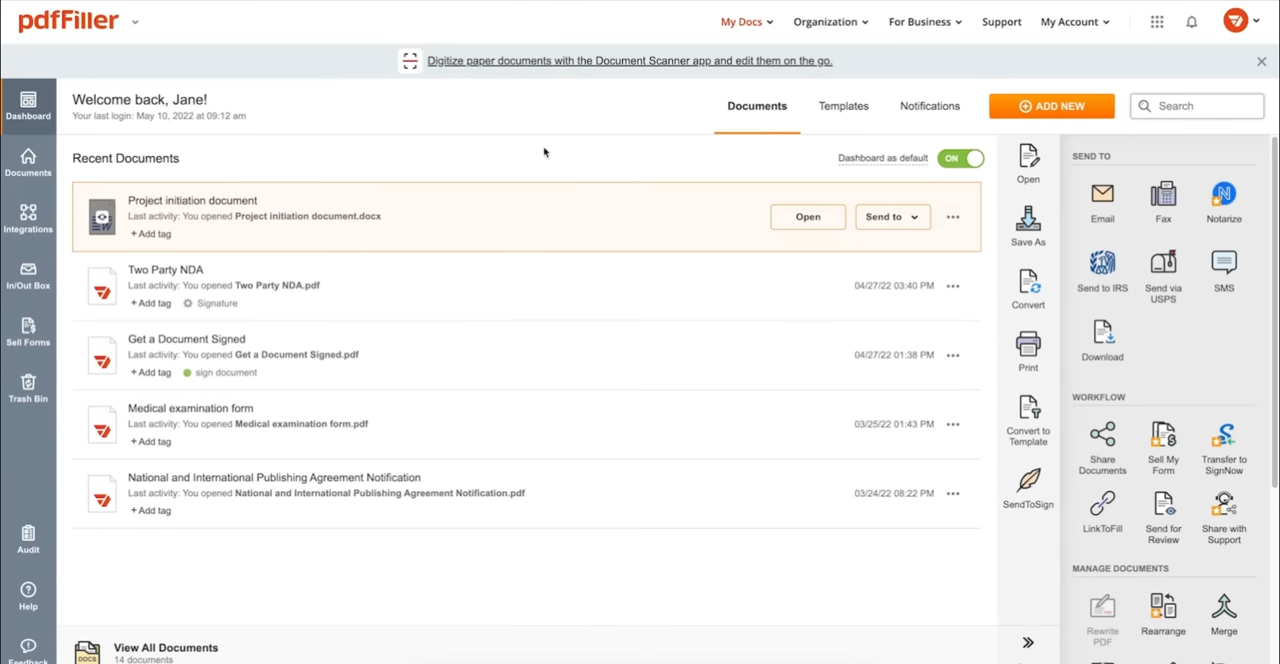 pdfFiller
My Docs Organization For Business Support My Account
Digitize paper documents with the Document Scanner app and edit them on the go.
Dashboard
Documents
Integrations
In/Out Box
Sell Forms
Trash Bin
Audit
Help
Feedback
Welcome back, Jane!
Your last login: May 10, 2022 at 09:12 am
Documents Templates Notifications ADD NEW Search
Recent Documents Dashboard as default ON
Project initiation document
Last activity: You opened Project initiation document.docx
+ Add tag
Open Send to
Two Party NDA
Last activity: You opened Two Party NDA.pdf
04/27/22 03:40 PM
+ Add tag Signature
Get a Document Signed
Last activity: You opened Get a Document Signed.pdf
04/27/22 01:38 PM
+ Add tag sign document
Medical examination form
Last activity: You opened Medical examination form.pdf
03/25/22 01:43 PM
+ Add tag
National and International Publishing Agreement Notification
Last activity: You opened National and International Publishing Agreement Notification.pdf
03/24/22 08:22 PM
+ Add tag
DOCS
View All Documents
14 documents
Open
Save As
Convert
Print
Convert to
Template
SendToSign
SEND TO
Email Fax Notarize
Send to IRS Send via
USPS
SMS
Download
WORKFLOW
Share
Documents
Sell My
Form
Transfer to
SignNow
LinkToFill Send for
Review
Share with
Support
MANAGE DOCUMENTS
Rewrite
PDF
Rearrange Merge